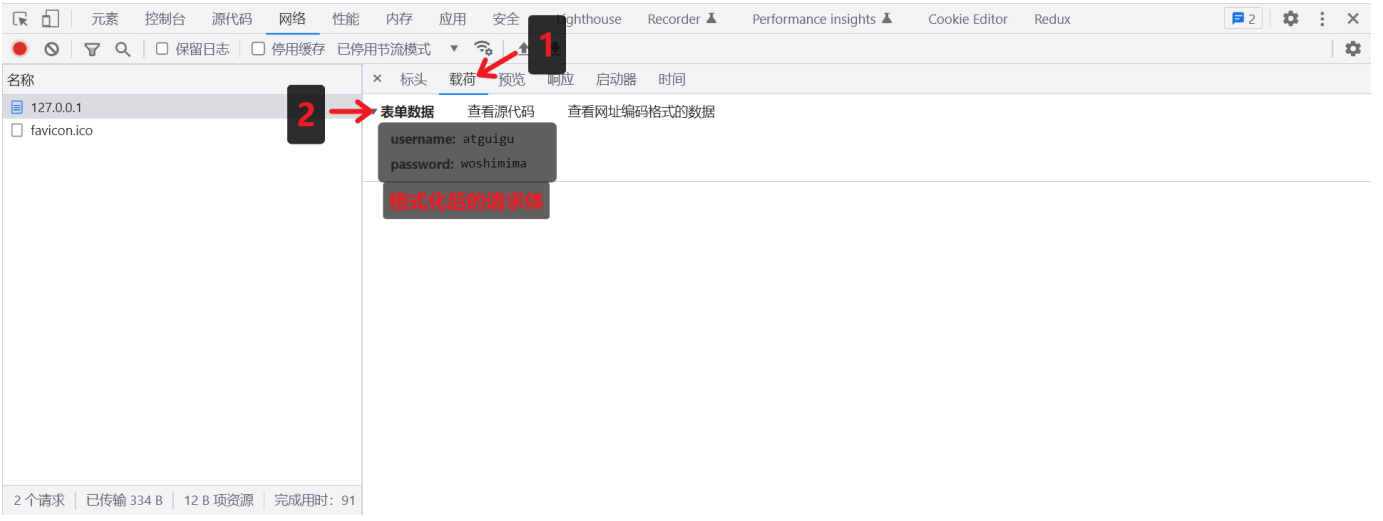 元素 控制台 源代码 网络 性能 内存 应用 安全 Lighthouse Recorder Performance insights Cookie Editor Redux 2
保留日志 停用缓存 已停用节流模式 1
名称 标头 载荷 预览 响应 启动器 时间
127.0.0.1 2 表单数据 查看源代码 查看网址编码格式的数据
favicon.ico username: atguigu
password: woshimima
格式化后的请求体
2 个请求 已传输 334 B 12 B 项资源 完成用时: 91